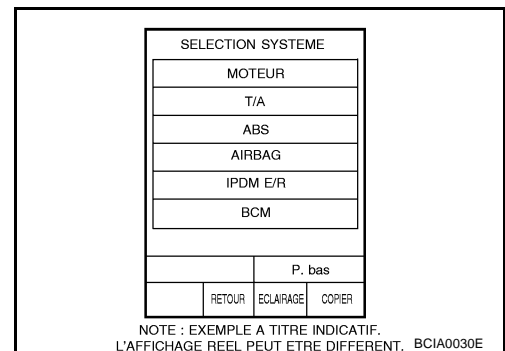 SELECTION SYSTEME
MOTEUR
T/A
ABS
AIRBAG
IPDM E/R
BCM
P. bas
RETOUR ECLAIRAGE COPIER
NOTE : EXEMPLE A TITRE INDICATIF.
L'AFFICHAGE REEL PEUT ETRE DIFFERENT. BCIA0030E